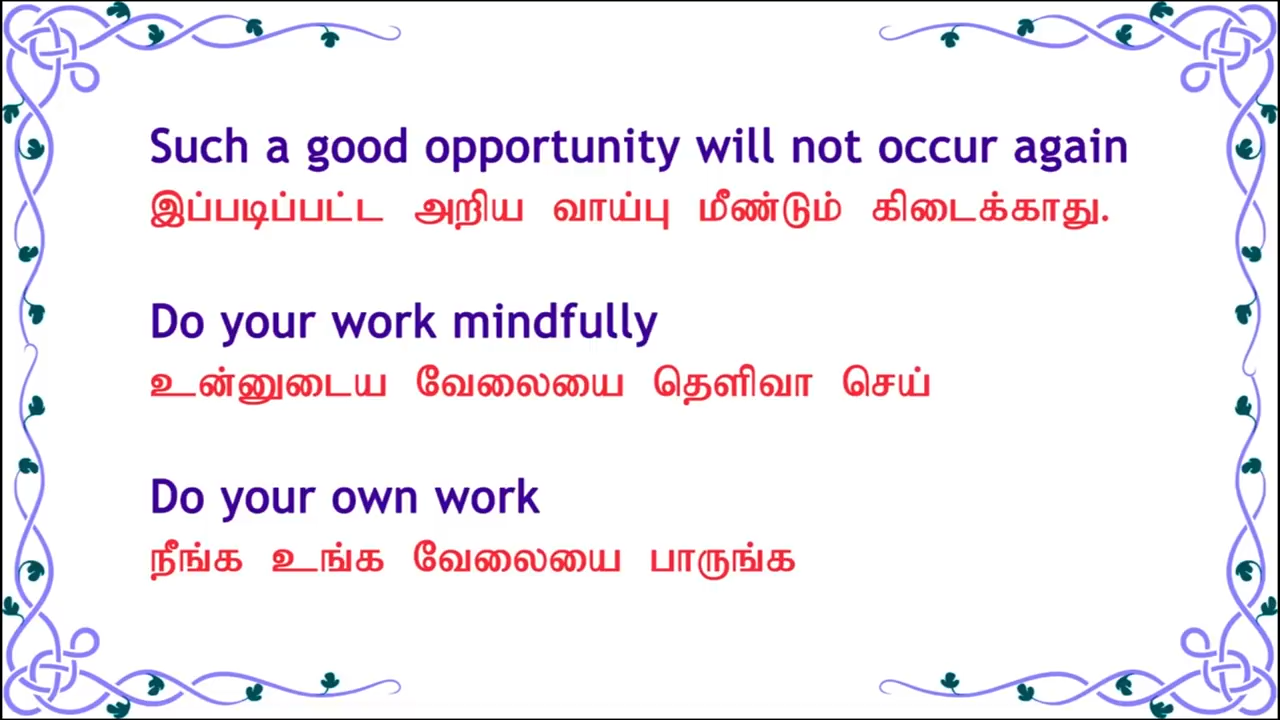 Such a good opportunity will not occur again
இப்படிப்பட்ட அறிய வாய்பு மீண்டும் கிடைக்காது.
Do your work mindfully
உன்னுடைய வேலையை தெளிவா செய்
Do your own work
நீங்க உங்க வேலையை பாருங்க